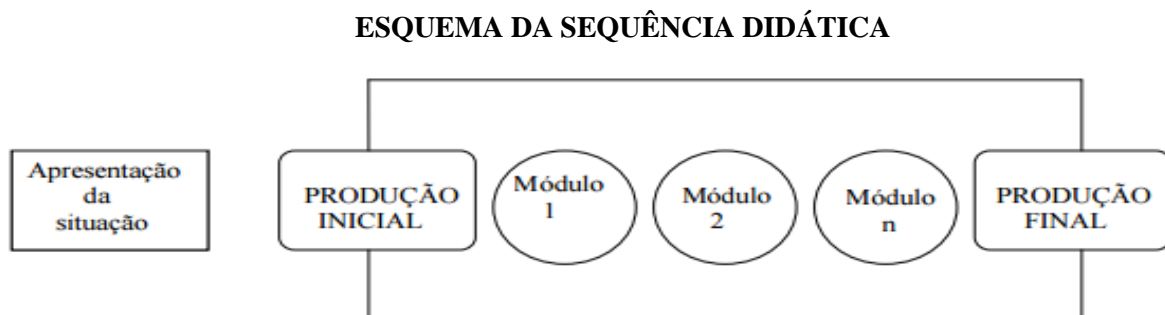 ESQUEMA DA SEQUÊNCIA DIDÁTICA
Apresentação
da
situação
PRODUÇÃO
INICIAL
Módulo
1
Módulo
2
Módulo
n
PRODUÇÃO
FINAL